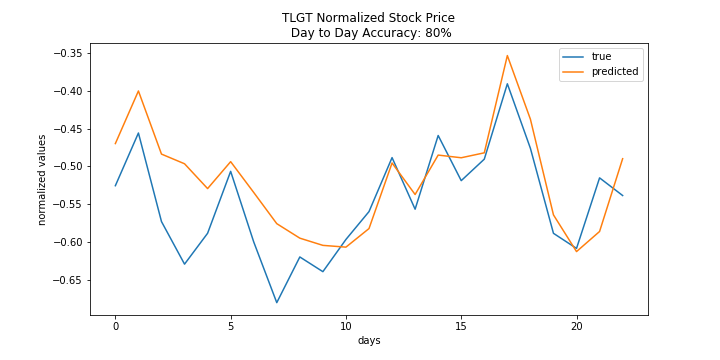 TLGT Normalized Stock Price
Day to Day Accuracy: 80%
true
predicted
normalized values
−0.35
−0.40
−0.45
−0.50
−0.55
−0.60
−0.65
0
5
10
15
20
days